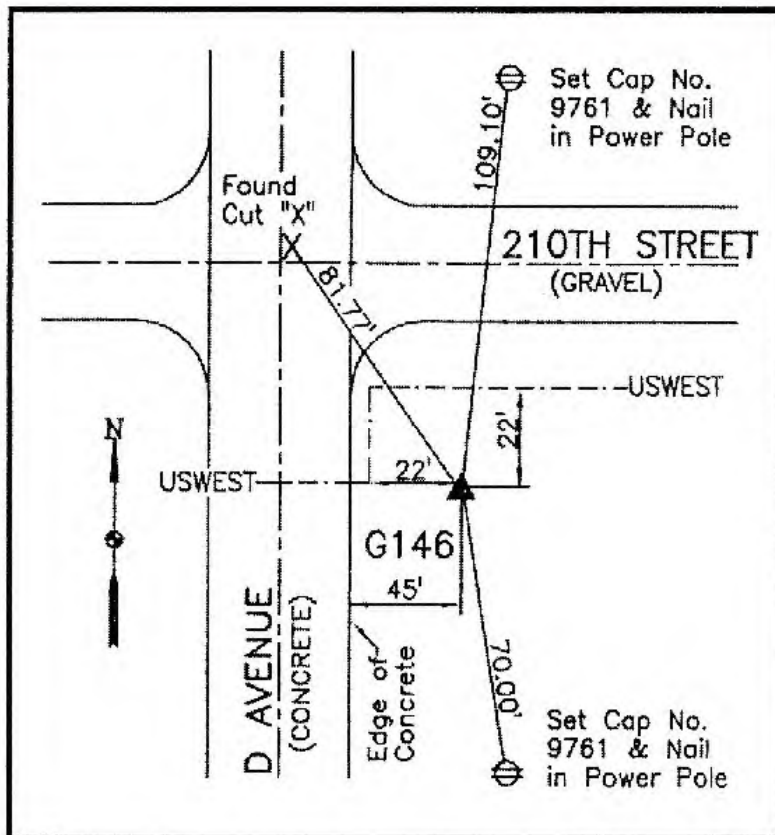 Set Cap No.
9761 & Nail
in Power Pole
109.10'
Found
Cut "X"
X
81.77'
210TH STREET
(GRAVEL)
USWEST
22'
N
USWEST
22'
G146
45'
D AVENUE
(CONCRETE)
Edge of
Concrete
70.00'
Set Cap No.
9761 & Nail
in Power Pole